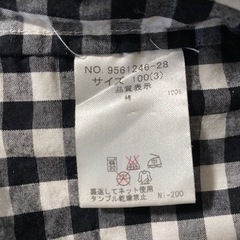 NO. 9561246-28
サイズ 100(3)
品質表示
綿 100%
裏返してネット使用
タンブル乾燥禁止 Ni-200